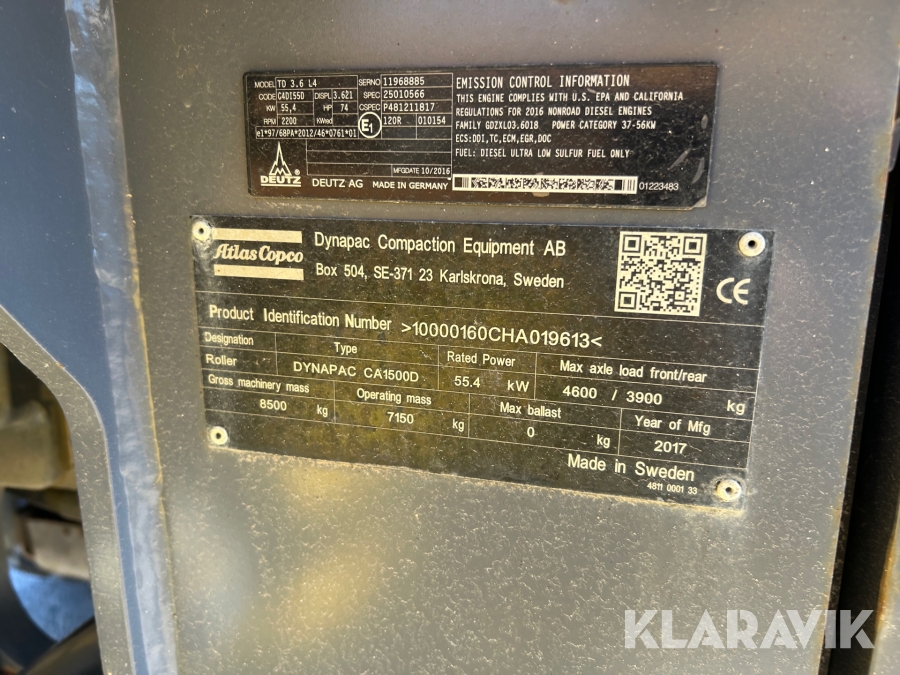 MODEL TD 3.6 L4 SERNO 11968885
CODE C4DI55D DISPL 3.621 SPEC 25010566
KW 55,4 HP 74 CSPEC P481211817
RPM 2200 KWred E1 120R 010154
e1*97/68PA*2012/46*0761*01
MFGDATE 10/2016
DEUTZ ®
DEUTZ AG MADE IN GERMANY
EMISSION CONTROL INFORMATION
THIS ENGINE COMPLIES WITH U.S. EPA AND CALIFORNIA
REGULATIONS FOR 2016 NONROAD DIESEL ENGINES
FAMILY GDZXL03.6018 POWER CATEGORY 37-56KW
ECS:DDI,TC,ECM,EGR,DOC
FUEL: DIESEL ULTRA LOW SULFUR FUEL ONLY
01223483
Atlas Copco
Dynapac Compaction Equipment AB
Box 504, SE-371 23 Karlskrona, Sweden
CE
Product Identification Number >10000160CHA019613<
Designation Type Rated Power Max axle load front/rear
Roller DYNAPAC CA1500D 55.4 kW 4600 / 3900 kg
Gross machinery mass Operating mass Max ballast Year of Mfg
8500 kg 7150 kg 0 kg 2017
Made in Sweden
4811 0001 33
KLARAVIK